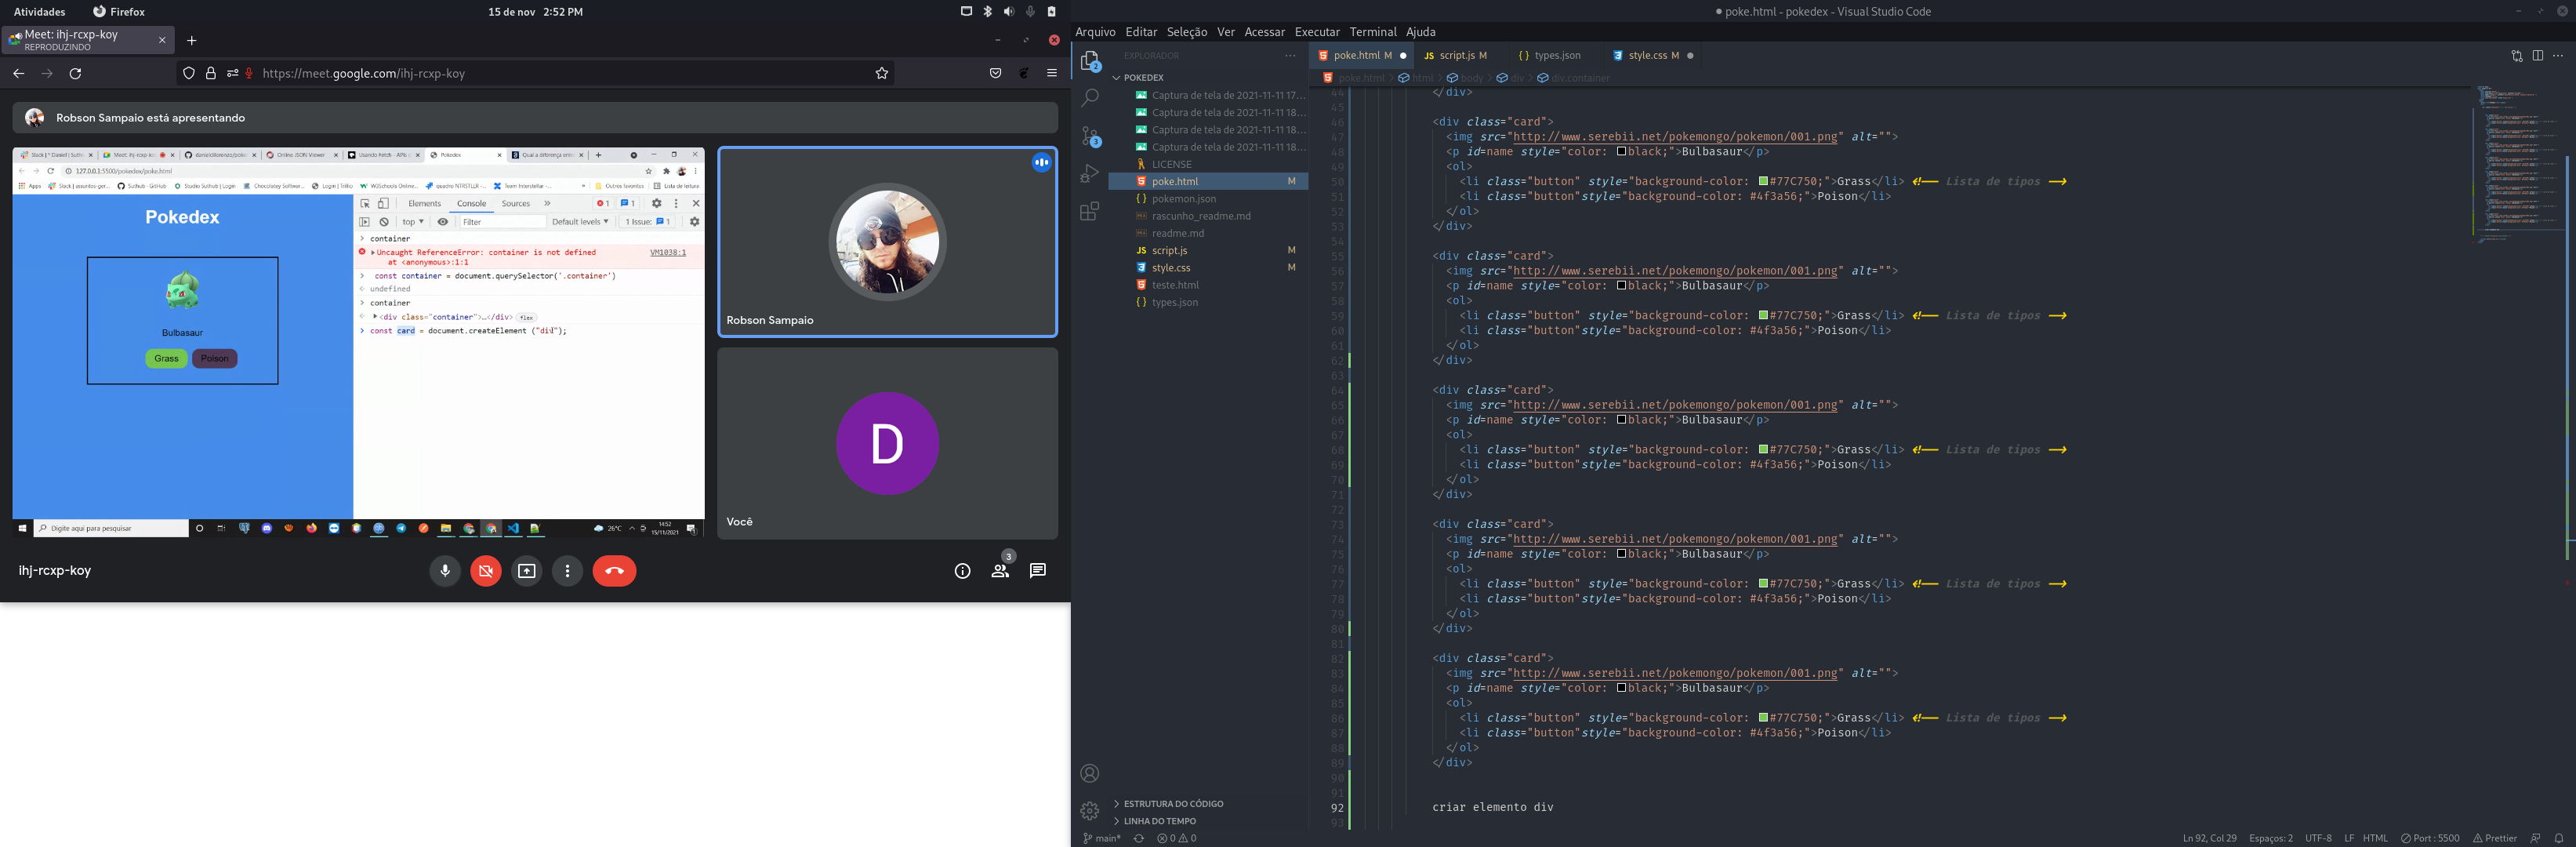 Atividades
Firefox
15 de nov 2:52 PM
Meet: ihj-rcxp-koy
REPRODUZINDO
https://meet.google.com/ihj-rcxp-koy
Robson Sampaio está apresentando
127.0.0.1:5500/pokedex/poke.html
Pokedex
Bulbasaur
Grass
Poison
Elements
Console
Sources
1
1
top
Filter
Default levels
1 Issue:
1
container
Uncaught ReferenceError: container is not defined
at <anonymous>:1:1
VM1038:1
const container = document.querySelector('.container')
undefined
container
<div class="container">…</div>
flex
const card = document.createElement ("div");
Digite aqui para pesquisar
26°C
14:52
15/11/2021
Robson Sampaio
D
Você
ihj-rcxp-koy
3
poke.html - pokedex - Visual Studio Code
Arquivo Editar Seleção Ver Acessar Executar Terminal Ajuda
EXPLORADOR
POKEDEX
Captura de tela de 2021-11-11 17...
Captura de tela de 2021-11-11 18...
Captura de tela de 2021-11-11 18...
Captura de tela de 2021-11-11 18...
LICENSE
poke.html M
{ } pokemon.json
rascunho_readme.md
readme.md
JS script.js M
style.css M
teste.html
{ } types.json
ESTRUTURA DO CÓDIGO
LINHA DO TEMPO
2
3
poke.html M
JS script.js M
{ } types.json
style.css M
poke.html > html > body > div > div.container
44 </div>
45
46 <div class="card">
47 <img src="http://www.serebii.net/pokemongo/pokemon/001.png" alt="">
48 <p id=name style="color: black;">Bulbasaur</p>
49 <ol>
50 <li class="button" style="background-color: #77C750;">Grass</li> <!-- Lista de tipos -->
51 <li class="button" style="background-color: #4f3a56;">Poison</li>
52 </ol>
53 </div>
54
55 <div class="card">
56 <img src="http://www.serebii.net/pokemongo/pokemon/001.png" alt="">
57 <p id=name style="color: black;">Bulbasaur</p>
58 <ol>
59 <li class="button" style="background-color: #77C750;">Grass</li> <!-- Lista de tipos -->
60 <li class="button"style="background-color: #4f3a56;">Poison</li>
61 </ol>
62 </div>
63
64 <div class="card">
65 <img src="http://www.serebii.net/pokemongo/pokemon/001.png" alt="">
66 <p id=name style="color: black;">Bulbasaur</p>
67 <ol>
68 <li class="button" style="background-color: #77C750;">Grass</li> <!-- Lista de tipos -->
69 <li class="button"style="background-color: #4f3a56;">Poison</li>
70 </ol>
71 </div>
72
73 <div class="card">
74 <img src="http://www.serebii.net/pokemongo/pokemon/001.png" alt="">
75 <p id=name style="color: black;">Bulbasaur</p>
76 <ol>
77 <li class="button" style="background-color: #77C750;">Grass</li> <!-- Lista de tipos -->
78 <li class="button"style="background-color: #4f3a56;">Poison</li>
79 </ol>
80 </div>
81
82 <div class="card">
83 <img src="http://www.serebii.net/pokemongo/pokemon/001.png" alt="">
84 <p id=name style="color: black;">Bulbasaur</p>
85 <ol>
86 <li class="button" style="background-color: #77C750;">Grass</li> <!-- Lista de tipos -->
87 <li class="button"style="background-color: #4f3a56;">Poison</li>
88 </ol>
89 </div>
90
91
92 criar elemento div
93
main*
0 0
Ln 92, Col 29
Espaços: 2
UTF-8
LF
HTML
Port : 5500
Prettier